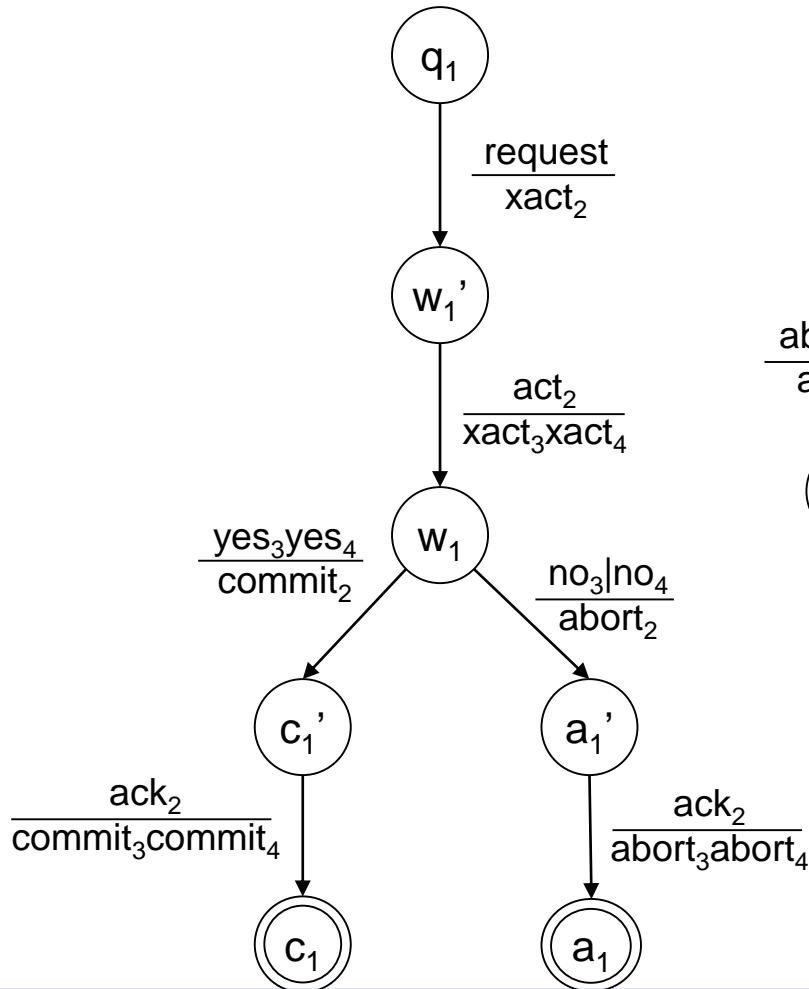 q₁
request
xact₂
w₁’
act₂
xact₃xact₄
w₁
yes₃yes₄
commit₂
no₃|no₄
abort₂
c₁’
a₁’
ack₂
commit₃commit₄
ack₂
abort₃abort₄
c₁
a₁